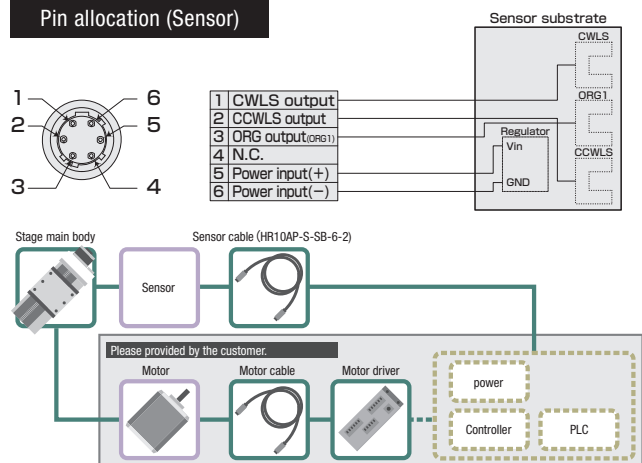 Pin allocation (Sensor)
Sensor substrate
CWLS
ORG1
CCWLS
Regulator
Vin
GND
1
2
3
6
5
4
1 CWLS output
2 CCWLS output
3 ORG output(ORG1)
4 N.C.
5 Power input(+)
6 Power input(−)
Stage main body
Sensor
Sensor cable (HR10AP-S-SB-6-2)
Please provided by the customer.
Motor
Motor cable
Motor driver
power
Controller
PLC